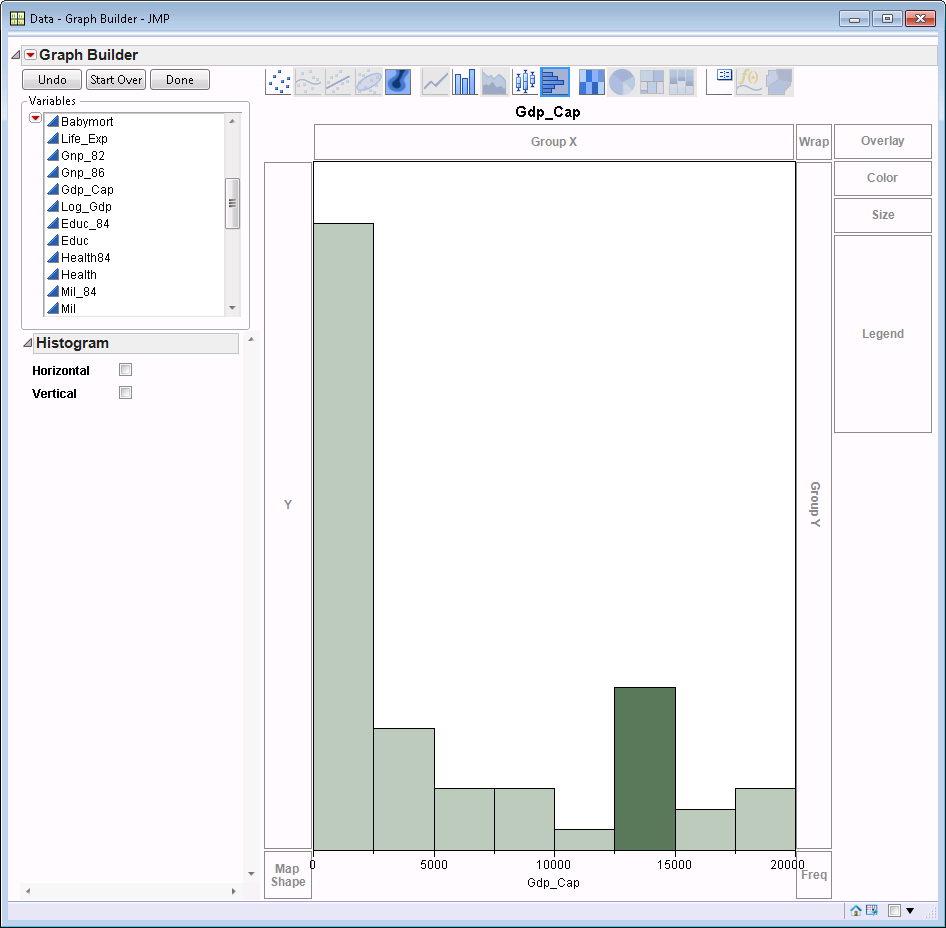 Data - Graph Builder - JMP
Graph Builder
Undo Start Over Done
Variables
Babymort
Life_Exp
Gnp_82
Gnp_86
Gdp_Cap
Log_Gdp
Educ_84
Educ
Health84
Health
Mil_84
Mil
Histogram
Horizontal
Vertical
Gdp_Cap
Group X
Wrap
Overlay
Color
Size
Legend
Y
Group Y
Map
Shape
0 5000 10000 15000 20000
Gdp_Cap
Freq